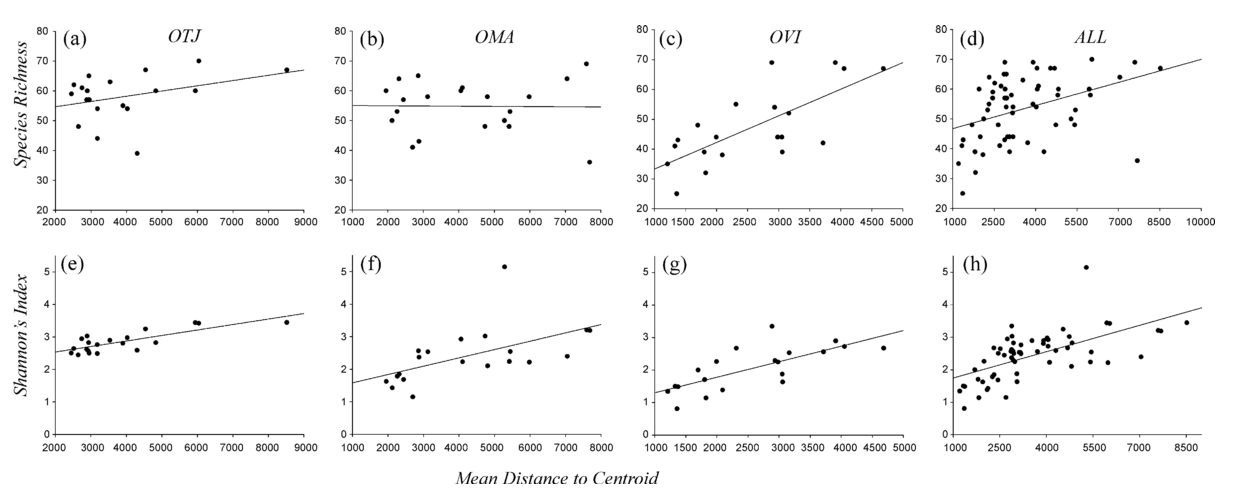 (a) OTJ (b) OMA (c) OVI (d) ALL
Species Richness
80 70 60 50 40 30 20
2000 3000 4000 5000 6000 7000 8000 9000
80 70 60 50 40 30 20
1000 2000 3000 4000 5000 6000 7000 8000
80 70 60 50 40 30 20
1000 1500 2000 2500 3000 3500 4000 4500 5000
80 70 60 50 40 30 20
1000 2500 4000 5500 7000 8500 10000
(e) (f) (g) (h)
Shannon's Index
5 4 3 2 1 0
2000 3000 4000 5000 6000 7000 8000 9000
5 4 3 2 1 0
1000 2000 3000 4000 5000 6000 7000 8000
5 4 3 2 1 0
1000 1500 2000 2500 3000 3500 4000 4500 5000
5 4 3 2 1 0
1000 2500 4000 5500 7000 8500
Mean Distance to Centroid